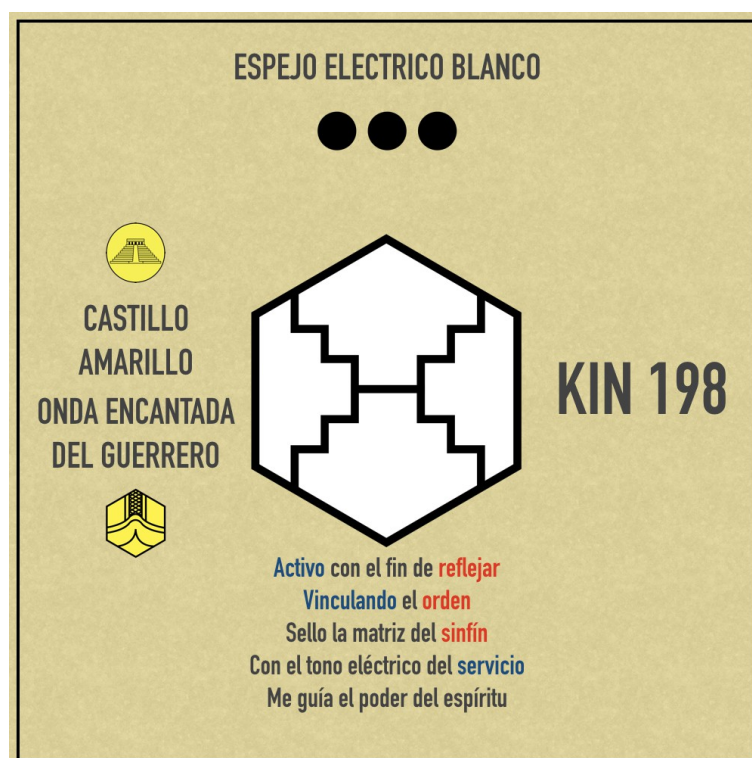 ESPEJO ELECTRICO BLANCO
CASTILLO
AMARILLO
ONDA ENCANTADA
DEL GUERRERO
KIN 198
Activo con el fin de reflejar
Vinculando el orden
Sello la matriz del sinfín
Con el tono eléctrico del servicio
Me guía el poder del espíritu